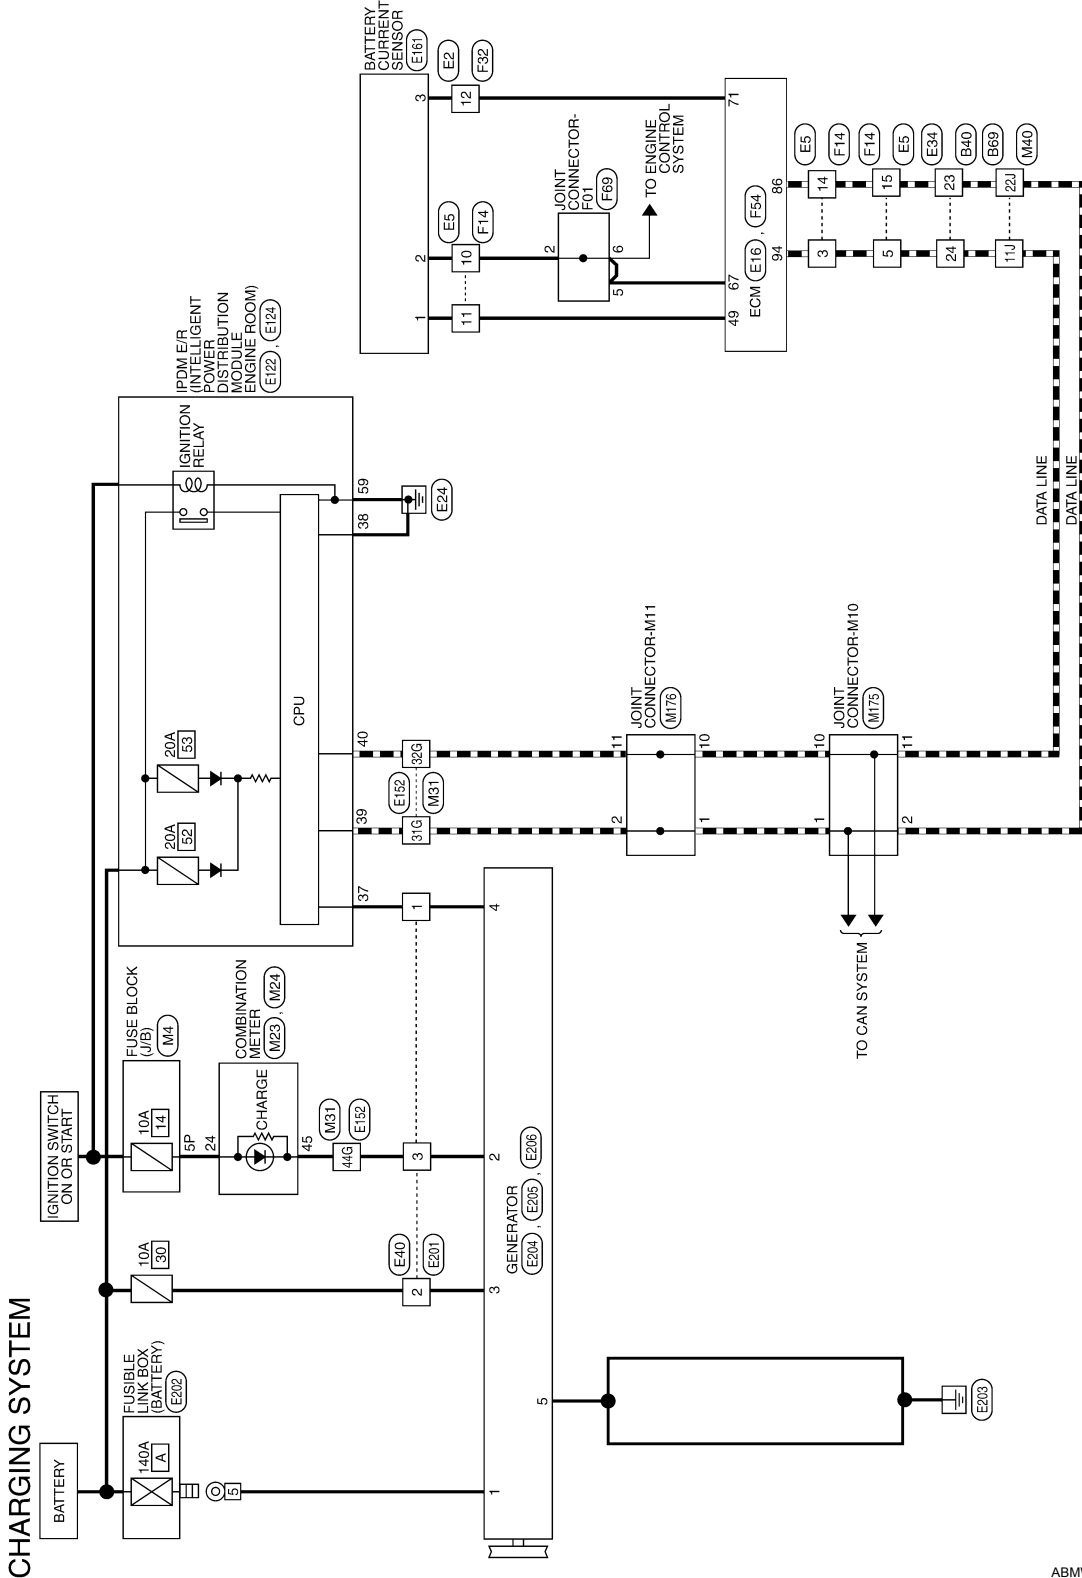 CHARGING SYSTEM
BATTERY
FUSIBLE
LINK BOX
(BATTERY)
E202
140A
A
5
10A
30
IGNITION SWITCH
ON OR START
FUSE BLOCK
(J/B)
M4
10A
14
5P
24
COMBINATION
METER
M23 , M24
CHARGE
45
M31
E152
44G
E40
E201
2
3
1
1
3
2
4
5
GENERATOR
E204 , E205 , E206
E203
IPDM E/R
(INTELLIGENT
POWER
DISTRIBUTION
MODULE
ENGINE ROOM)
E122 , E124
IGNITION
RELAY
20A
52
20A
53
CPU
37
39
40
38
59
E24
E152
M31
31G
32G
JOINT
CONNECTOR-M11
M176
2
11
1
10
JOINT
CONNECTOR-M10
M175
1
10
2
11
TO CAN SYSTEM
DATA LINE
DATA LINE
BATTERY
CURRENT
SENSOR
E161
1
2
3
11
10
12
E5
F14
E2
F32
JOINT
CONNECTOR-
F01
F69
2
5
6
TO ENGINE
CONTROL
SYSTEM
49
67
71
ECM E16 , F54
94
86
3
14
E5
F14
5
15
F14
E5
24
23
E34
B40
11J
22J
B69
M40